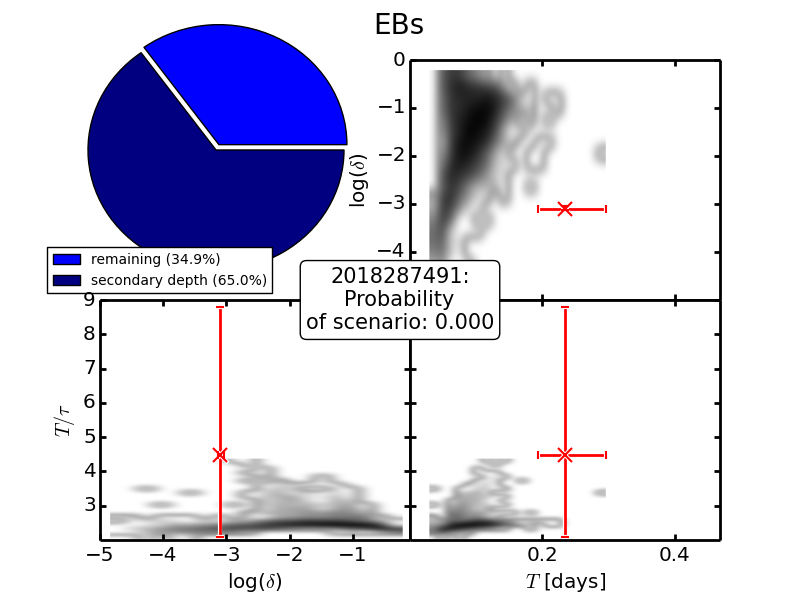 EBs
0
−1
−2
−3
−4
log(δ)
remaining (34.9%)
secondary depth (65.0%)
2018287491:
Probability
of scenario: 0.000
9
8
7
6
5
4
3
T/τ
−5
−4
−3
−2
−1
log(δ)
0.2
0.4
T [days]